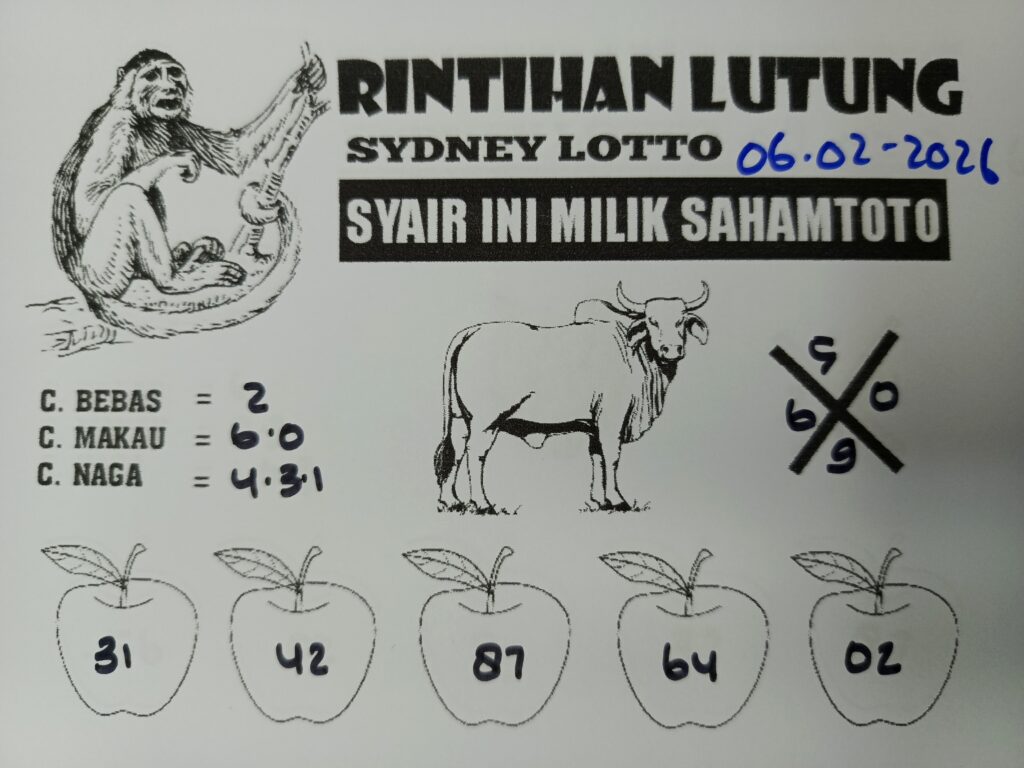 RINTIHAN LUTUNG
SYDNEY LOTTO 06.02-2026
SYAIR INI MILIK SAHAMTOTO
C. BEBAS = 2
C. MAKAU = 6.0
C. NAGA = 4.3.1
5
6 0
9
31 42 87 64 02